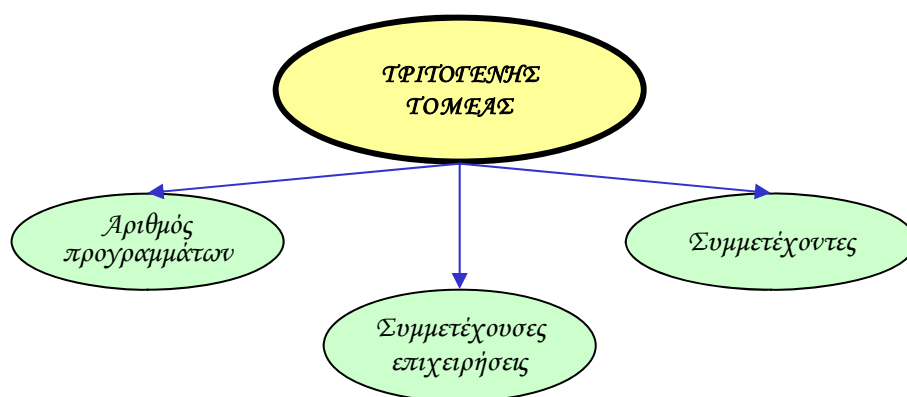 ΤΡΙΤΟΓΕΝΗΣ
ΤΟΜΕΑΣ
Αριθμός
προγραμμάτων
Συμμετέχοντες
Συμμετέχουσες
επιχειρήσεις